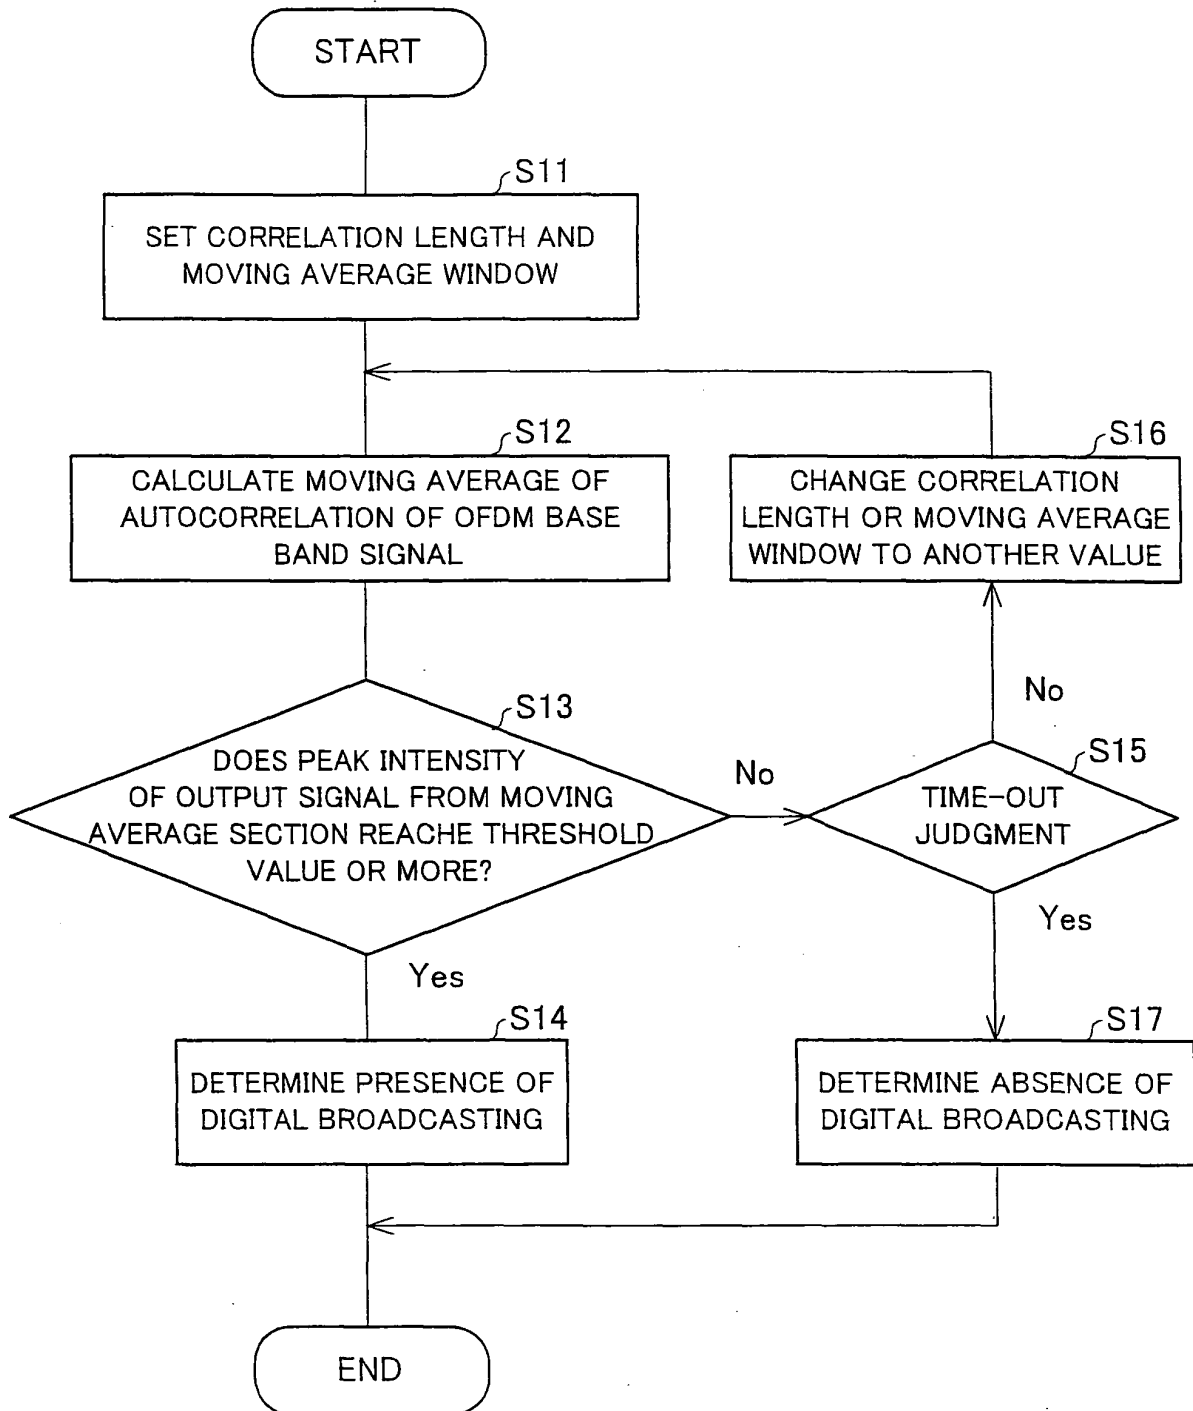 START
S11
SET CORRELATION LENGTH AND
MOVING AVERAGE WINDOW
S12
CALCULATE MOVING AVERAGE OF
AUTOCORRELATION OF OFDM BASE
BAND SIGNAL
S16
CHANGE CORRELATION
LENGTH OR MOVING AVERAGE
WINDOW TO ANOTHER VALUE
S13
DOES PEAK INTENSITY
OF OUTPUT SIGNAL FROM MOVING
AVERAGE SECTION REACHE THRESHOLD
VALUE OR MORE?
No
No
S15
TIME-OUT
JUDGMENT
Yes
Yes
S14
DETERMINE PRESENCE OF
DIGITAL BROADCASTING
S17
DETERMINE ABSENCE OF
DIGITAL BROADCASTING
END